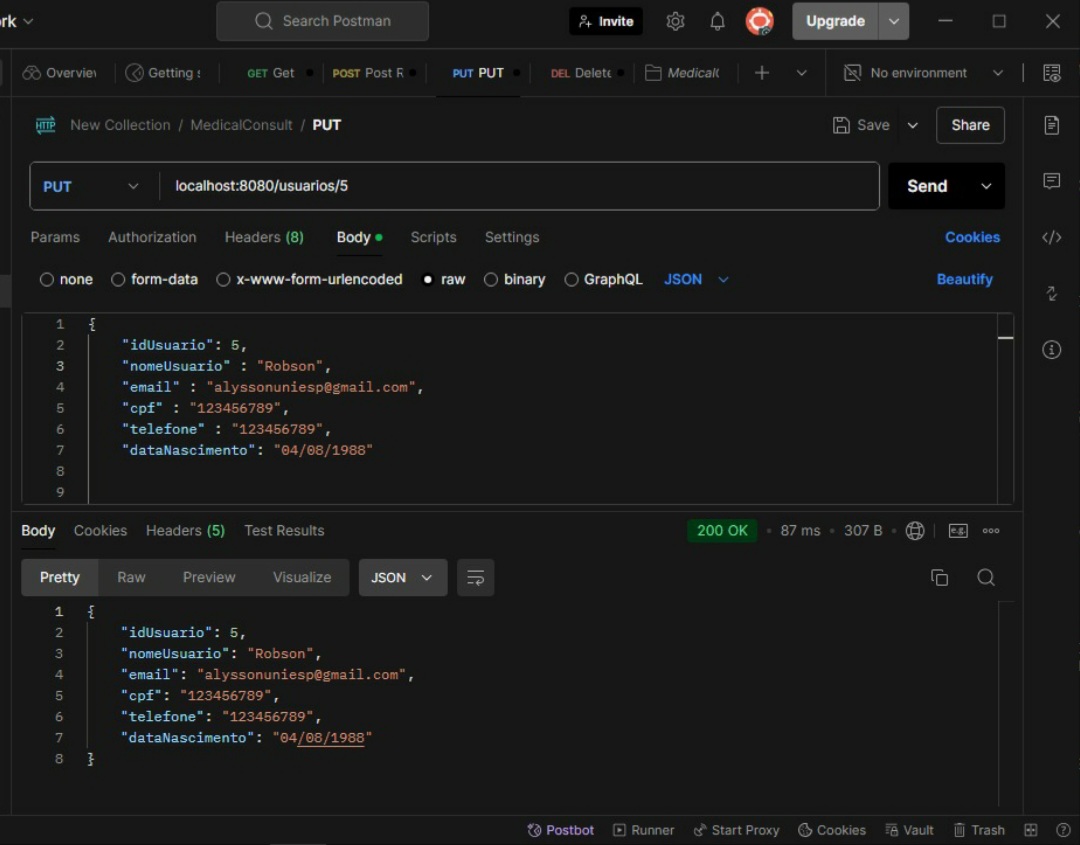 rk Search Postman Invite Upgrade
Overview Getting s GET Get POST Post R PUT PUT DEL Delete Medical No environment
HTTP New Collection / MedicalConsult / PUT Save Share
PUT localhost:8080/usuarios/5 Send
Params Authorization Headers (8) Body Scripts Settings Cookies
none form-data x-www-form-urlencoded raw binary GraphQL JSON Beautify
1 {
2 "idUsuario": 5,
3 "nomeUsuario" : "Robson",
4 "email" : "alyssonuniesp@gmail.com",
5 "cpf" : "123456789",
6 "telefone" : "123456789",
7 "dataNascimento": "04/08/1988"
8
9
Body Cookies Headers (5) Test Results 200 OK • 87 ms • 307 B • e.g.
Pretty Raw Preview Visualize JSON
1 {
2 "idUsuario": 5,
3 "nomeUsuario": "Robson",
4 "email": "alyssonuniesp@gmail.com",
5 "cpf": "123456789",
6 "telefone": "123456789",
7 "dataNascimento": "04/08/1988"
8 }
Postbot Runner Start Proxy Cookies Vault Trash